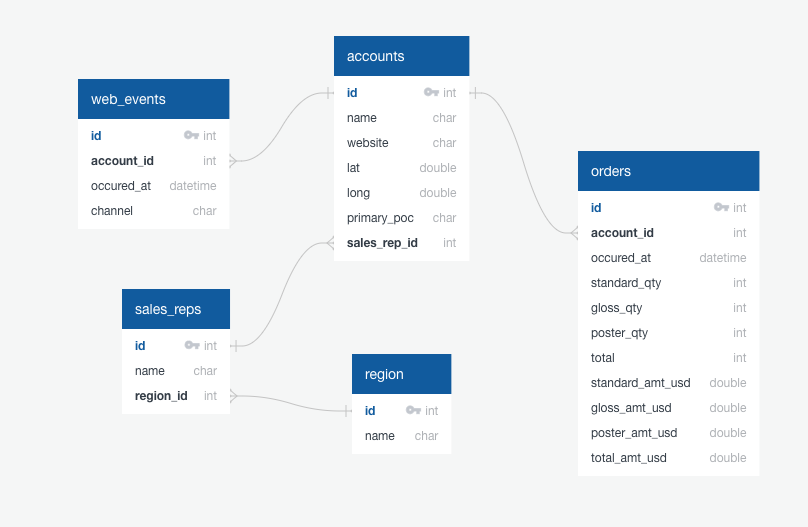 accounts
id int
name char
website char
lat double
long double
primary_poc char
sales_rep_id int
web_events
id int
account_id int
occured_at datetime
channel char
orders
id int
account_id int
occured_at datetime
standard_qty int
gloss_qty int
poster_qty int
total int
standard_amt_usd double
gloss_amt_usd double
poster_amt_usd double
total_amt_usd double
sales_reps
id int
name char
region_id int
region
id int
name char